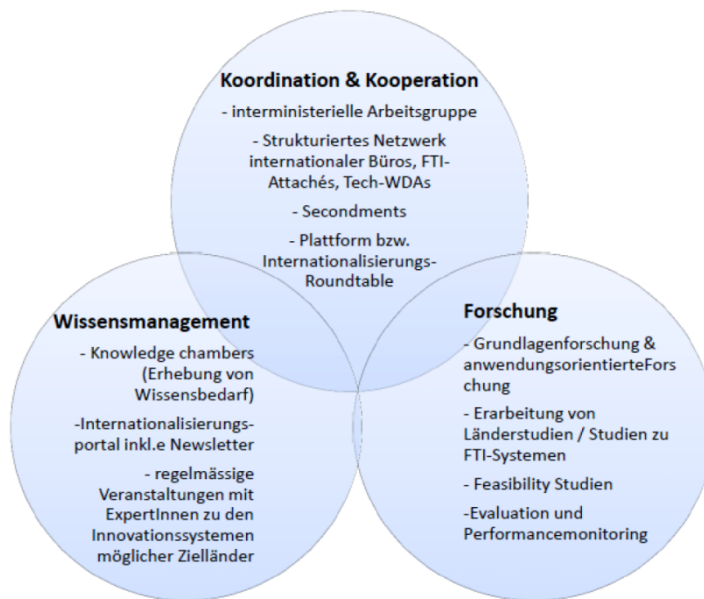 Koordination & Kooperation
- interministerielle Arbeitsgruppe
- Strukturiertes Netzwerk
internationaler Büros, FTI-
Attachés, Tech-WDAs
- Secondments
- Plattform bzw.
Internationalisierungs-
Roundtable
Wissensmanagement
- Knowledge chambers
(Erhebung von
Wissensbedarf)
-Internationalisierungs-
portal inkl.e Newsletter
- regelmässige
Veranstaltungen mit
ExpertInnen zu den
Innovationssystemen
möglicher Zielländer
Forschung
- Grundlagenforschung &
anwendungsorientierteFors
chung
- Erarbeitung von
Länderstudien / Studien zu
FTI-Systemen
- Feasibility Studien
-Evaluation und
Performancemonitoring